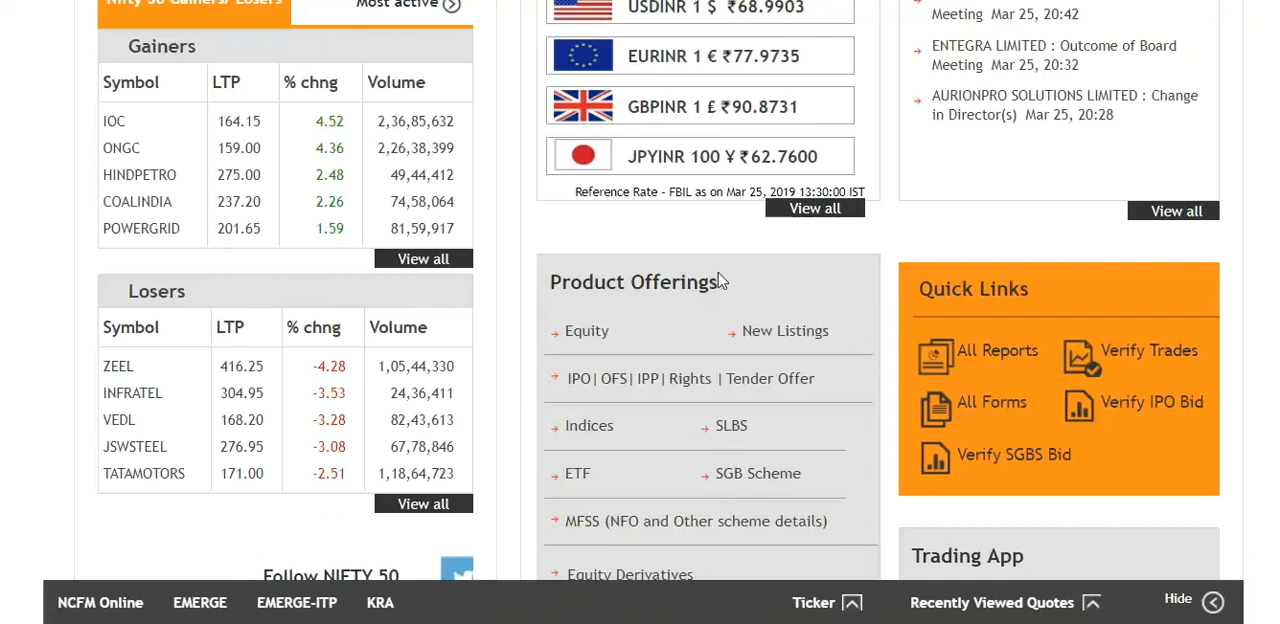 Nifty 50 Gainers/ Losers
Most active
Gainers
Symbol LTP % chng Volume
IOC 164.15 4.52 2,36,85,632
ONGC 159.00 4.36 2,26,38,399
HINDPETRO 275.00 2.48 49,44,412
COALINDIA 237.20 2.26 74,58,064
POWERGRID 201.65 1.59 81,59,917
View all
Losers
Symbol LTP % chng Volume
ZEEL 416.25 -4.28 1,05,44,330
INFRATEL 304.95 -3.53 24,36,411
VEDL 168.20 -3.28 82,43,613
JSWSTEEL 276.95 -3.08 67,78,846
TATAMOTORS 171.00 -2.51 1,18,64,723
View all
Follow NIFTY 50
USDINR 1 $ ₹68.9903
EURINR 1 € ₹77.9735
GBPINR 1 £ ₹90.8731
JPYINR 100 ¥ ₹62.7600
Reference Rate - FBIL as on Mar 25, 2019 13:30:00 IST
View all
Product Offerings
Equity New Listings
IPO| OFS| IPP| Rights | Tender Offer
Indices SLBS
ETF SGB Scheme
MFSS (NFO and Other scheme details)
Equity Derivatives
Meeting Mar 25, 20:42
ENTEGRA LIMITED : Outcome of Board
Meeting Mar 25, 20:32
AURIONPRO SOLUTIONS LIMITED : Change
in Director(s) Mar 25, 20:28
View all
Quick Links
All Reports Verify Trades
All Forms Verify IPO Bid
Verify SGBS Bid
Trading App
NCFM Online EMERGE EMERGE-ITP KRA Ticker Recently Viewed Quotes Hide